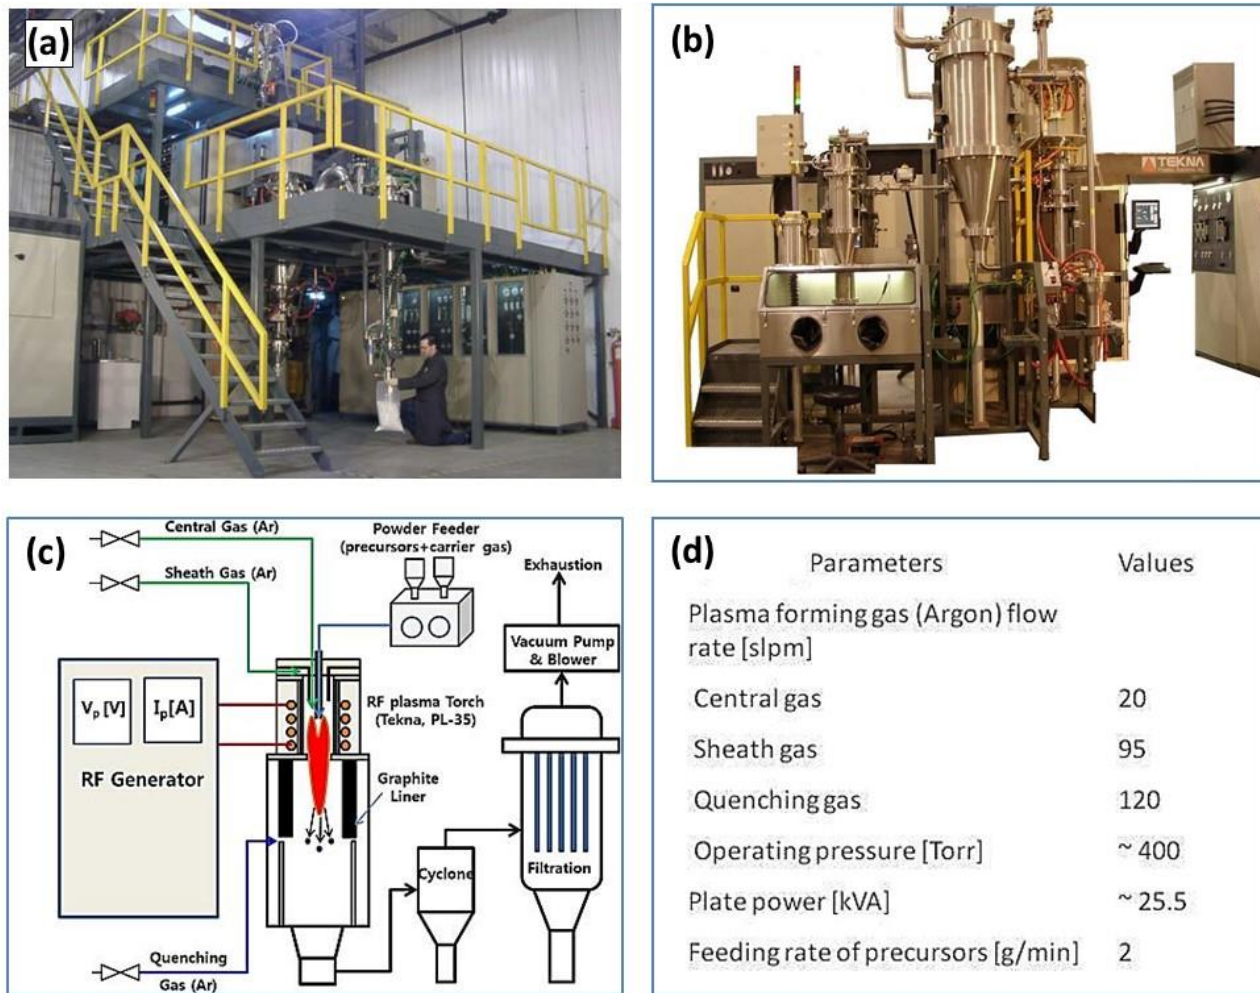 (a)
(b)
TEKNA
(c)
Central Gas (Ar)
Sheath Gas (Ar)
Powder Feeder
(precursors+carrier gas)
Exhaustion
Vacuum Pump
& Blower
Vp [V]
Ip[A]
RF Generator
RF plasma Torch
(Tekna, PL-35)
Graphite
Liner
Cyclone
Filtration
Quenching
Gas (Ar)
(d)
Parameters Values
Plasma forming gas (Argon) flow
rate [slpm]
Central gas 20
Sheath gas 95
Quenching gas 120
Operating pressure [Torr] ~ 400
Plate power [kVA] ~ 25.5
Feeding rate of precursors [g/min] 2